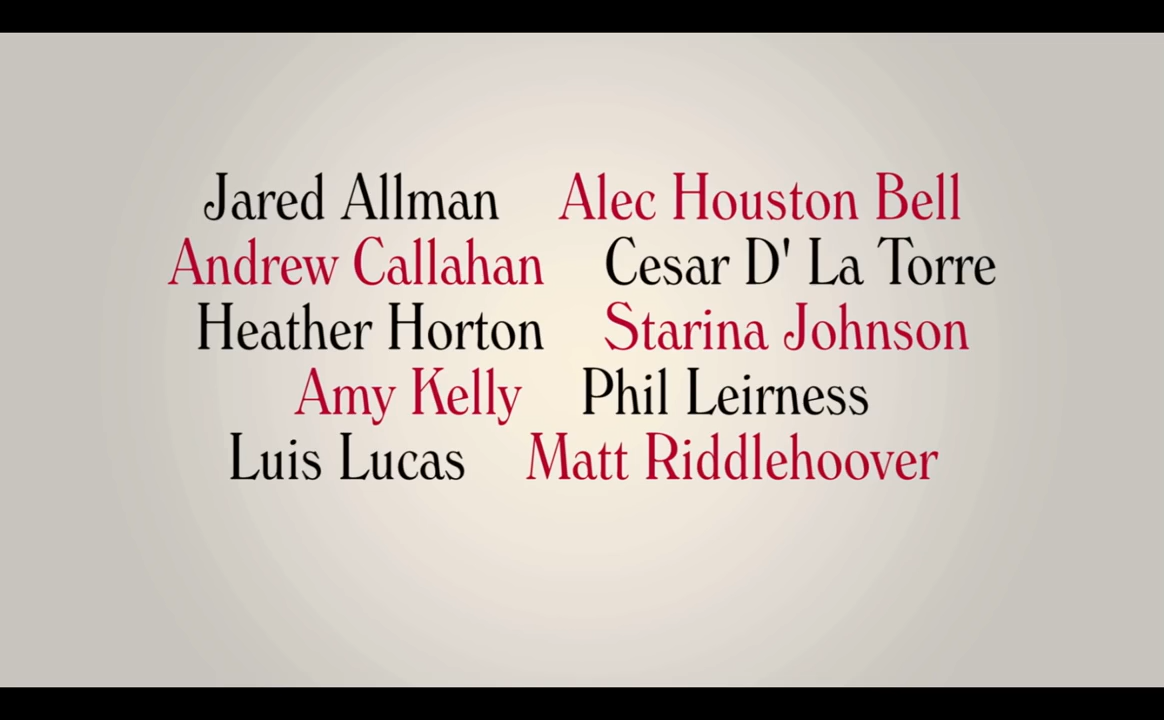 Jared Allman Alec Houston Bell
Andrew Callahan Cesar D' La Torre
Heather Horton Starina Johnson
Amy Kelly Phil Leirness
Luis Lucas Matt Riddlehoover